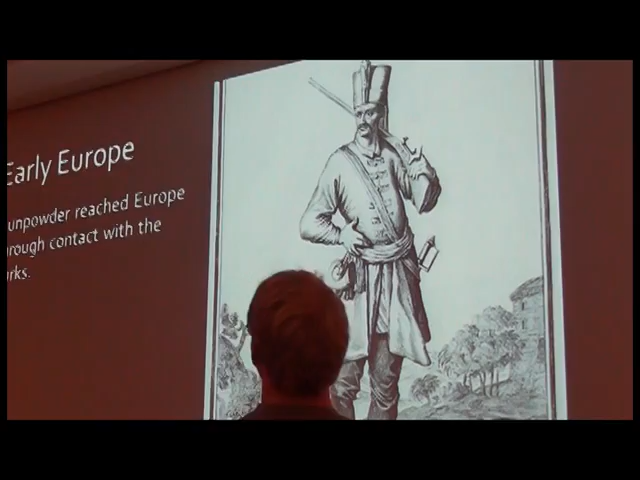 Early Europe
unpowder reached Europe
rough contact with the
rks.